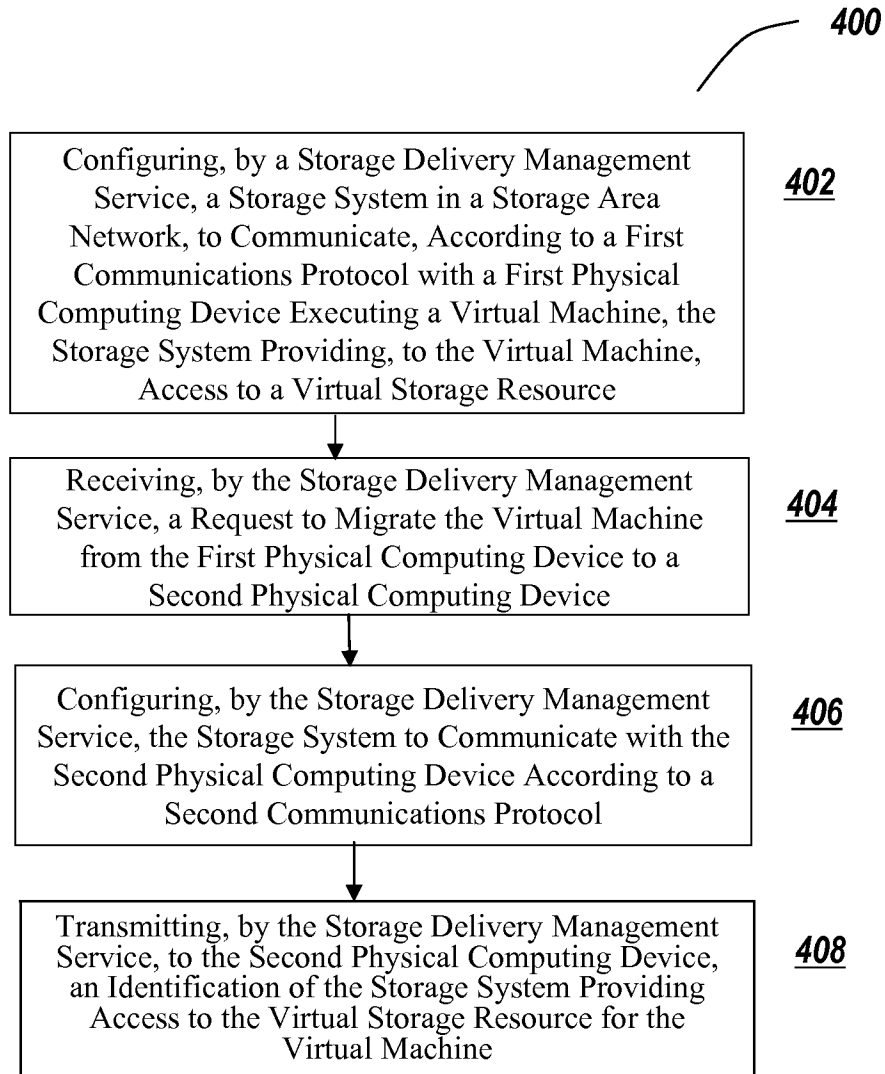 400
Configuring, by a Storage Delivery Management
Service, a Storage System in a Storage Area
Network, to Communicate, According to a First
Communications Protocol with a First Physical
Computing Device Executing a Virtual Machine, the
Storage System Providing, to the Virtual Machine,
Access to a Virtual Storage Resource
402
Receiving, by the Storage Delivery Management
Service, a Request to Migrate the Virtual Machine
from the First Physical Computing Device to a
Second Physical Computing Device
404
Configuring, by the Storage Delivery Management
Service, the Storage System to Communicate with the
Second Physical Computing Device According to a
Second Communications Protocol
406
Transmitting, by the Storage Delivery Management
Service, to the Second Physical Computing Device,
an Identification of the Storage System Providing
Access to the Virtual Storage Resource for the
Virtual Machine
408